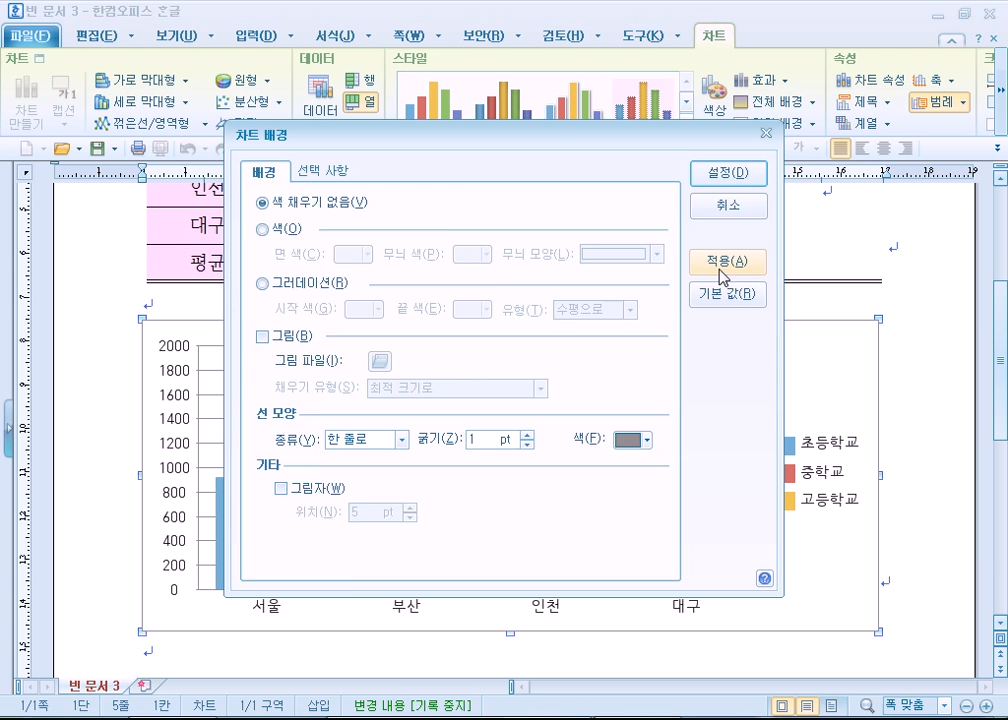 빈 문서 3 - 한컴오피스 한글
파일(F) 편집(E) 보기(U) 입력(D) 서식(J) 쪽(W) 보안(R) 검토(H) 도구(K) 차트
차트 데이터 스타일 속성
차트 만들기 캡션 가로 막대형 원형 행 효과 차트 속성 축
세로 막대형 분산형 데이터 열 색상 전체 배경 제목 범례
꺾은선/영역형 계열
차트 배경
배경 선택 사항
설정(D)
취소
적용(A)
기본 값(R)
색 채우기 없음(V)
색(O)
면 색(C): 무늬 색(P): 무늬 모양(L):
그러데이션(R)
시작 색(G): 끝 색(E): 유형(T): 수평으로
그림(B)
그림 파일(I):
채우기 유형(S): 최적 크기로
선 모양
종류(Y): 한 줄로 굵기(Z): 1 pt 색(F):
기타
그림자(W)
위치(N): 5 pt
인천
대구
평균
2000
1800
1600
1400
1200
1000
800
600
400
200
0
서울 부산 인천 대구
초등학교
중학교
고등학교
빈 문서 3
1/1쪽 1단 5줄 1칸 차트 1/1 구역 삽입 변경 내용 [기록 중지] 폭 맞춤